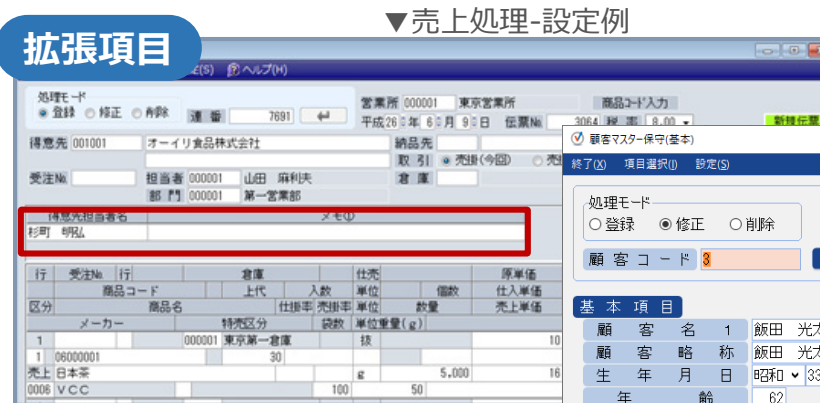 ▼売上処理-設定例
拡張項目
(S) ヘルプ(H)
処理モード
登録 修正 削除 連番 7691
営業所 000001 東京営業所 商品コード入力
平成26年 6月 9日 伝票№ 3064 税率 8.00 新規伝票
得意先 001001 オーイリ食品株式会社 納品先
取引 売掛(今回)
受注№ 担当者 000001 山田 麻利夫 倉庫
部門 000001 第一営業部
得意先担当者名 メモ①
杉町 明弘
行 受注№ 行 倉庫 仕売 原単価
商品コード 上代 入数 単位 個数 仕入単価
区分 商品名 仕掛率 売掛率 単位 数量 売上単価
メーカー 特売区分 袋数 単位重量(g)
1 000001 東京第一倉庫 抜 10
1 06000001 30
売上 日本茶 g 5,000 16
0006 VCC 100 50
顧客マスター保守(基本)
終了(X) 項目選択(I) 設定(S)
処理モード
登録 修正 削除
顧客コード 3
基本項目
顧客名1 飯田 光太
顧客略称 飯田 光太
生年月日 昭和 33
年齢 62